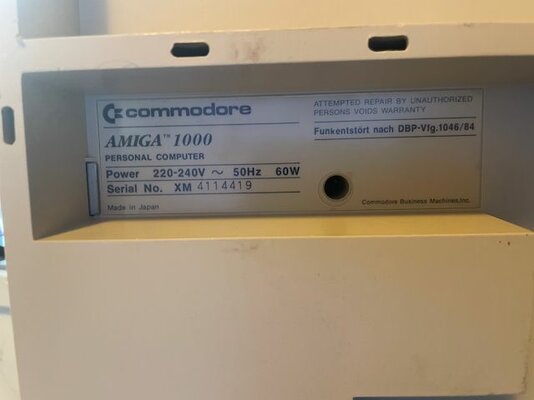 commodore
AMIGA™ 1000
PERSONAL COMPUTER
Power 220-240V ~ 50Hz 60W
Serial No. XM 4114419
Made in Japan
ATTEMPTED REPAIR BY UNAUTHORIZED
PERSONS VOIDS WARRANTY
Funkentstört nach DBP-Vfg.1046/84
Commodore Business Machines,Inc.